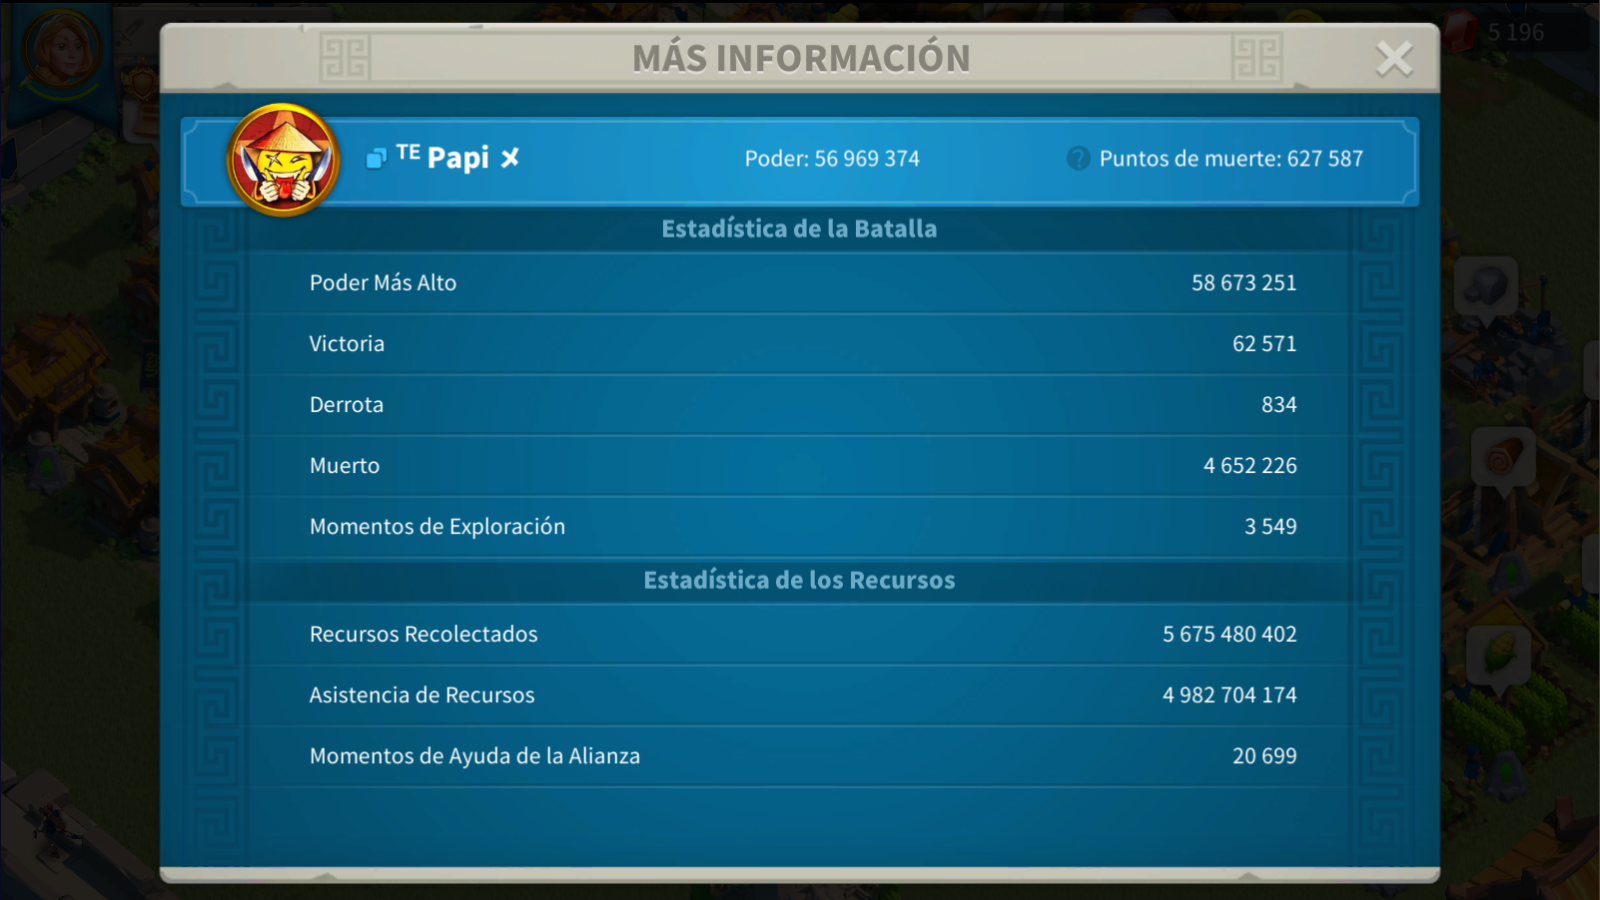 5 196
MÁS INFORMACIÓN
ᵀᴱ Papi ✗
Poder: 56 969 374
Puntos de muerte: 627 587
Estadística de la Batalla
Poder Más Alto 58 673 251
Victoria 62 571
Derrota 834
Muerto 4 652 226
Momentos de Exploración 3 549
Estadística de los Recursos
Recursos Recolectados 5 675 480 402
Asistencia de Recursos 4 982 704 174
Momentos de Ayuda de la Alianza 20 699